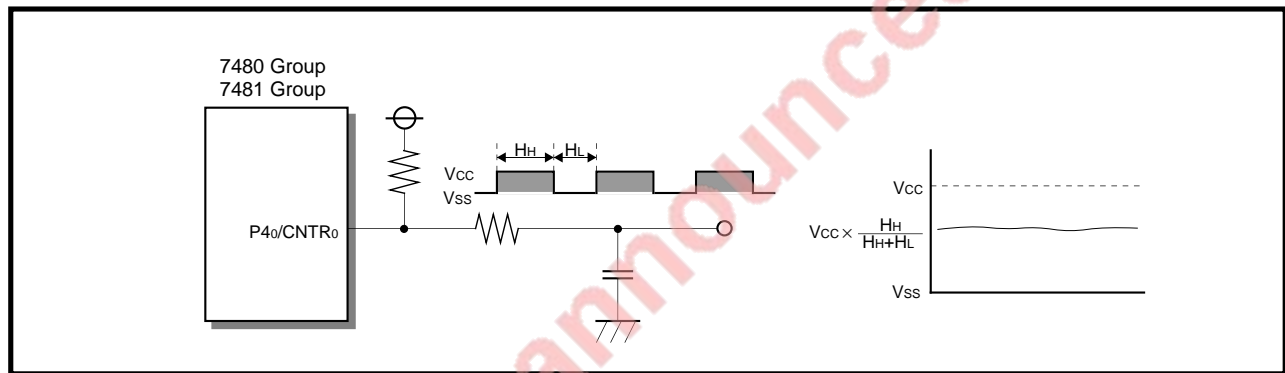 7480 Group
7481 Group
P40/CNTR0
HH HL
VCC
VSS
VCC
VCC × HH
HH+HL
VSS
announce